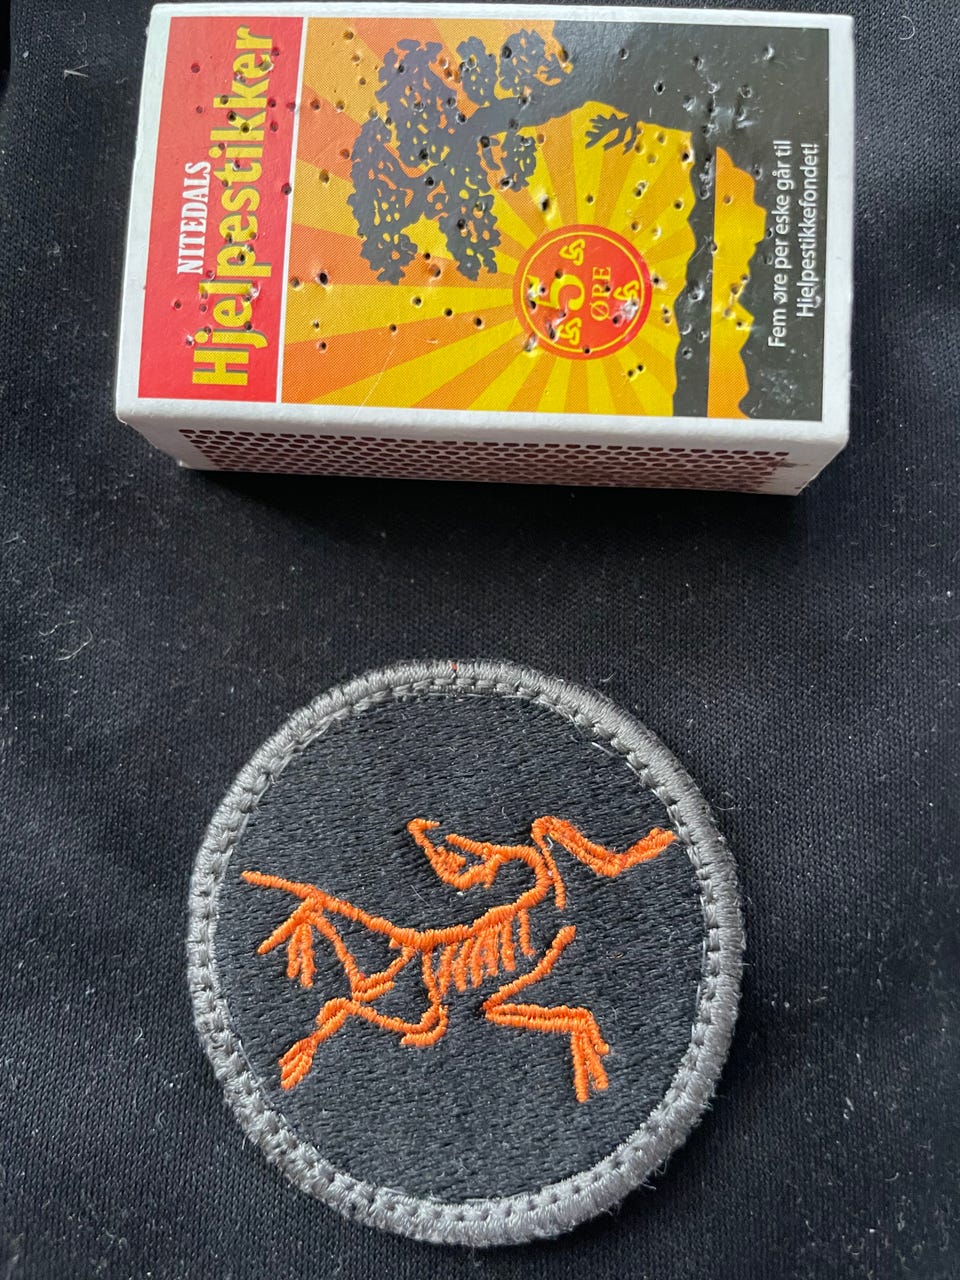 NITEDALS
Hjelpestikker
5
ØRE
Fem øre per eske går til
Hjelpestikkefondet!